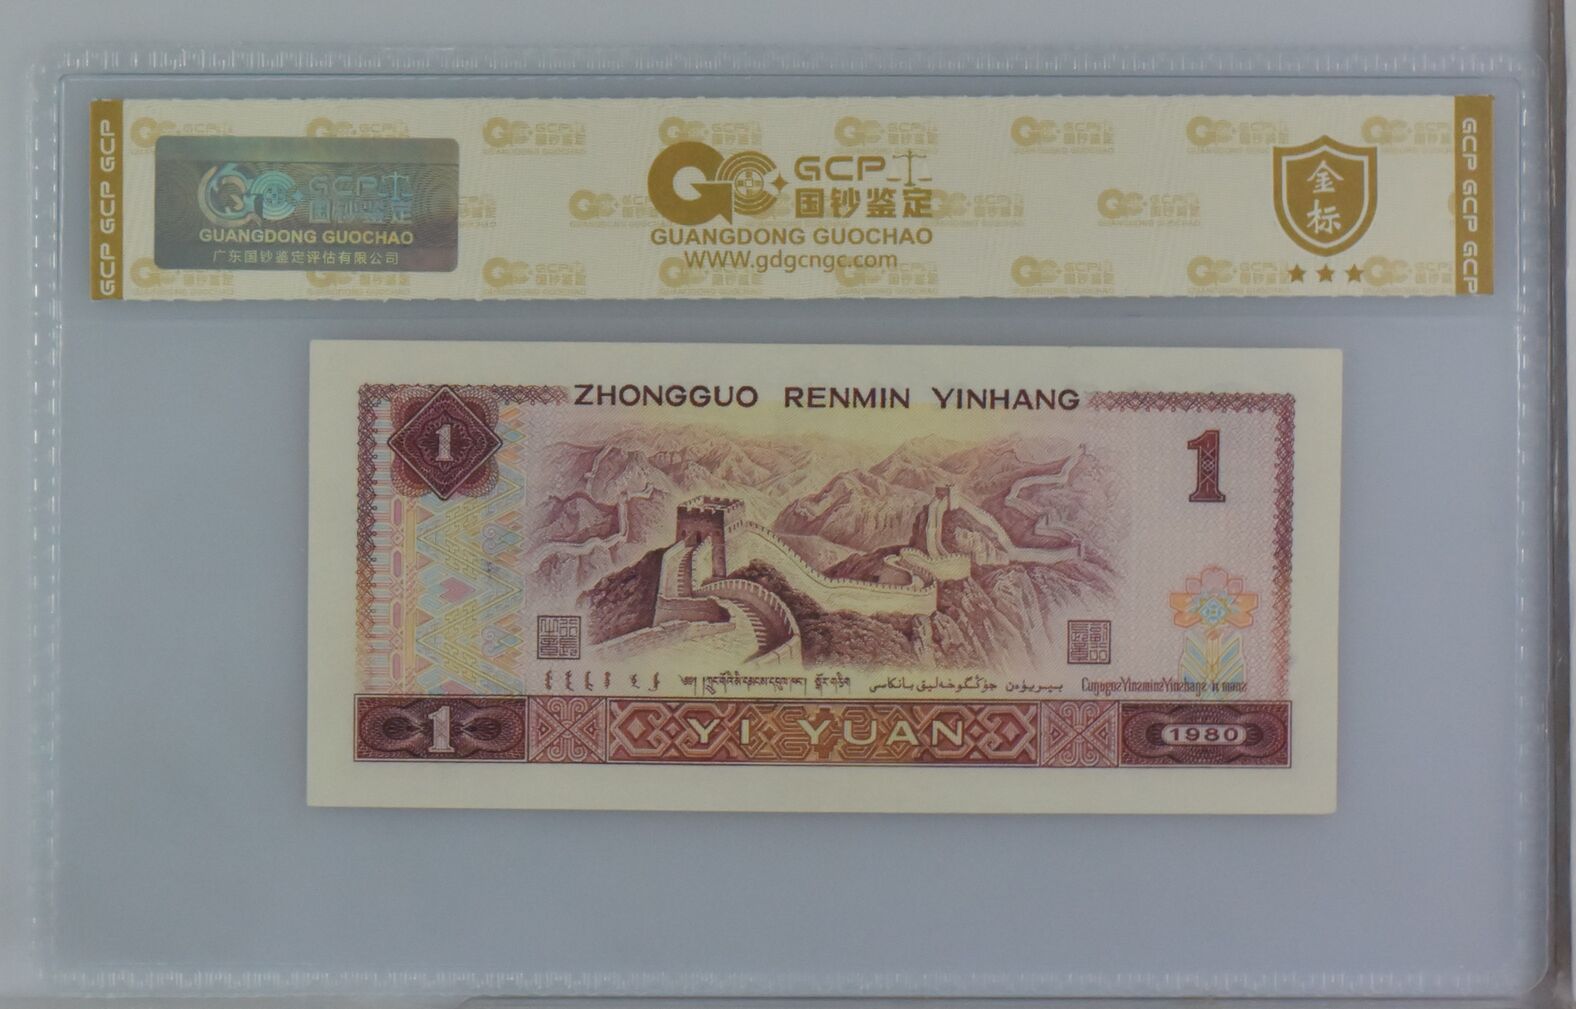 GCP GCP GCP GCP
GCP
国钞鉴定
GUANGDONG GUOCHAO
广东国钞鉴定评估有限公司
GCP
国钞鉴定
GUANGDONG GUOCHAO
WWW.gdgcngc.com
金标
GCP GCP GCP GCP
ZHONGGUO RENMIN YINHANG
1
1
1
YI YUAN
1980